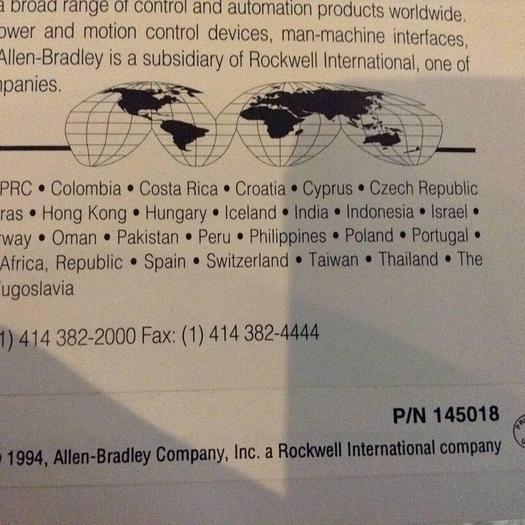 a broad range of control and automation products worldwide.
ower and motion control devices, man-machine interfaces,
Allen-Bradley is a subsidiary of Rockwell International, one of
mpanies.
PRC • Colombia • Costa Rica • Croatia • Cyprus • Czech Republic
ras • Hong Kong • Hungary • Iceland • India • Indonesia • Israel •
rway • Oman • Pakistan • Peru • Philippines • Poland • Portugal •
Africa, Republic • Spain • Switzerland • Taiwan • Thailand • The
ugoslavia
1) 414 382-2000 Fax: (1) 414 382-4444
P/N 145018
© 1994, Allen-Bradley Company, Inc. a Rockwell International company